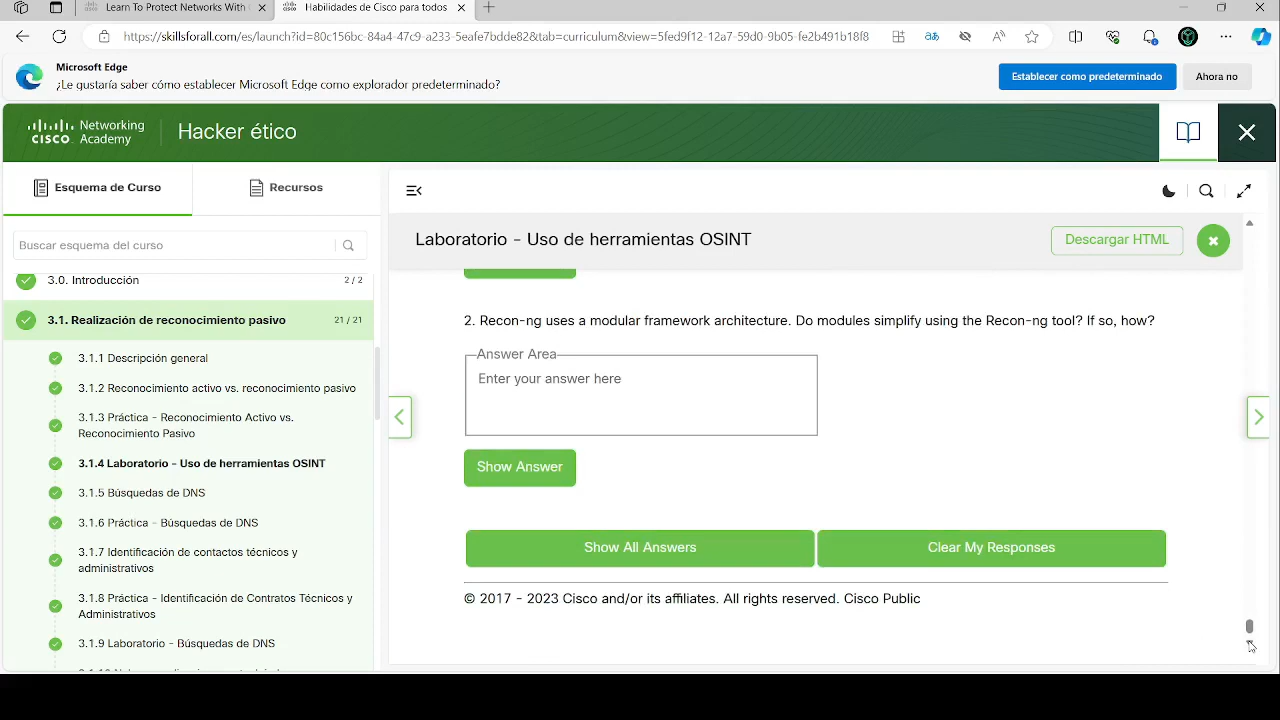 Learn To Protect Networks With
Habilidades de Cisco para todos
https://skillsforall.com/es/launch?id=80c156bc-84a4-47c9-a233-5eafe7bdde82&tab=curriculum&view=5fed9f12-12a7-59d0-9b05-fe2b491b18f8
Microsoft Edge
¿Le gustaría saber cómo establecer Microsoft Edge como explorador predeterminado?
Establecer como predeterminado
Ahora no
Networking
CISCO Academy
Hacker ético
Esquema de Curso
Recursos
Buscar esquema del curso
3.0. Introducción 2 / 2
3.1. Realización de reconocimiento pasivo 21 / 21
3.1.1 Descripción general
3.1.2 Reconocimiento activo vs. reconocimiento pasivo
3.1.3 Práctica - Reconocimiento Activo vs.
Reconocimiento Pasivo
3.1.4 Laboratorio - Uso de herramientas OSINT
3.1.5 Búsquedas de DNS
3.1.6 Práctica - Búsquedas de DNS
3.1.7 Identificación de contactos técnicos y
administrativos
3.1.8 Práctica - Identificación de Contratos Técnicos y
Administrativos
3.1.9 Laboratorio - Búsquedas de DNS
Laboratorio - Uso de herramientas OSINT
Descargar HTML
2. Recon-ng uses a modular framework architecture. Do modules simplify using the Recon-ng tool? If so, how?
Answer Area
Enter your answer here
Show Answer
Show All Answers
Clear My Responses
© 2017 - 2023 Cisco and/or its affiliates. All rights reserved. Cisco Public